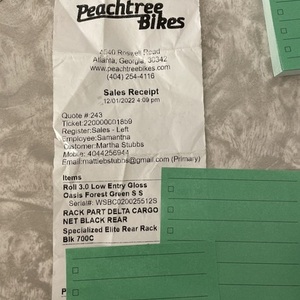 Peachtree
Bikes
4540 Roswell Road
Atlanta, Georgia, 30342
www.peachtreebikes.com
(404) 254-4116
Sales Receipt
12/01/2022 4:09 pm
Quote #:243
Ticket:220000001859
Register:Sales - Left
Employee:Samantha
Customer:Martha Stubbs
Mobile: 4044256944
Email:mattiebstubbs@gmail.com (Primary)
Items
Roll 3.0 Low Entry Gloss
Oasis Forest Green S S
Serial#: WSBC020025512S
RACK PART DELTA CARGO
NET BLACK REAR
Specialized Elite Rear Rack
Blk 700C